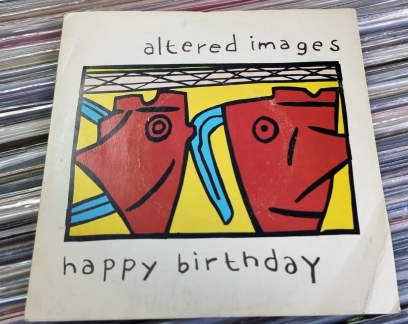 altered images
happy birthday